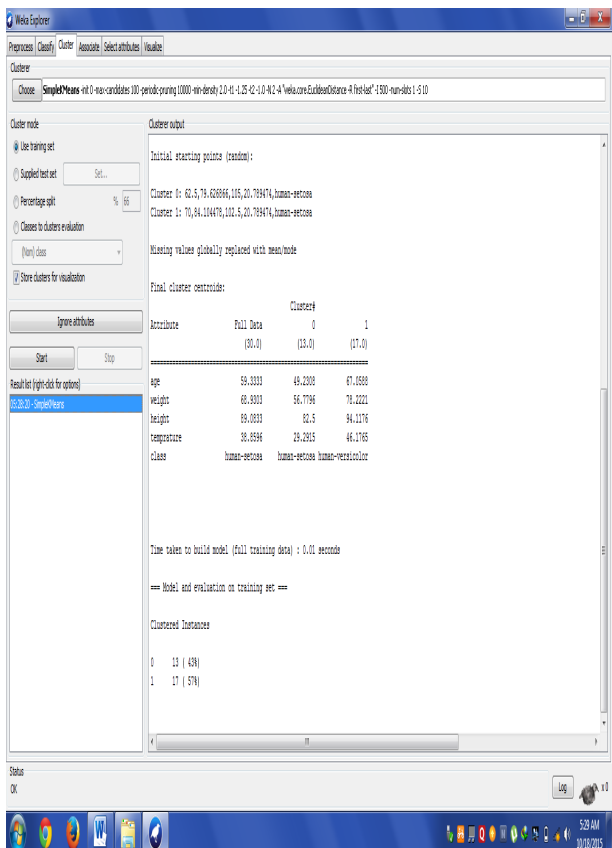 Weka Explorer
Preprocess Classify Cluster Associate Select attributes Visualize
Clusterer
Choose SimpleKMeans -init 0 -max-candidates 100 -periodic-pruning 10000 -min-density 2.0 -t1 -1.25 -t2 -1.0 -N 2 -A "weka.core.EuclideanDistance -R first-last" -I 500 -num-slots 1 -S 10
Cluster mode
Use training set
Supplied test set Set...
Percentage split % 66
Classes to clusters evaluation
(Nom) class
Store clusters for visualization
Ignore attributes
Start Stop
Result list (right-click for options)
05:28:20 - SimpleKMeans
Clusterer output
Initial starting points (random):
Cluster 0: 62.5,79.626866,105,20.789474,human-setosa
Cluster 1: 70,84.104478,102.5,20.789474,human-setosa
Missing values globally replaced with mean/mode
Final cluster centroids:
Cluster#
Attribute Full Data 0 1
(30.0) (13.0) (17.0)
==========================================================
age 59.3333 49.2308 67.0588
weight 68.9303 56.7796 78.2221
height 89.0833 82.5 94.1176
temprature 38.8596 29.2915 46.1765
class human-setosa human-setosa human-versicolor
Time taken to build model (full training data) : 0.01 seconds
=== Model and evaluation on training set ===
Clustered Instances
0 13 ( 43%)
1 17 ( 57%)
Status
OK
Log x 0
5:29 AM
10/18/2015